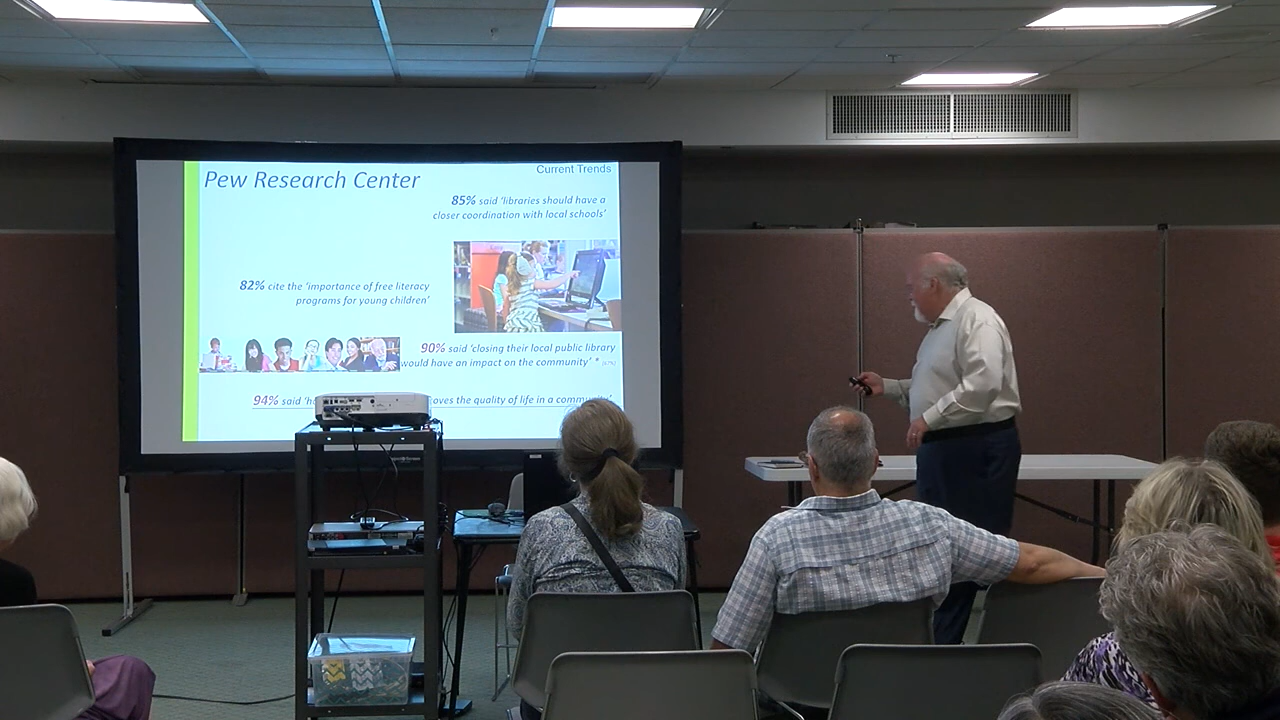 Current Trends
Pew Research Center
85% said 'libraries should have a
closer coordination with local schools'
82% cite the 'importance of free literacy
programs for young children'
90% said 'closing their local public library
would have an impact on the community' *
94% said 'ha oves the quality of life in a community'